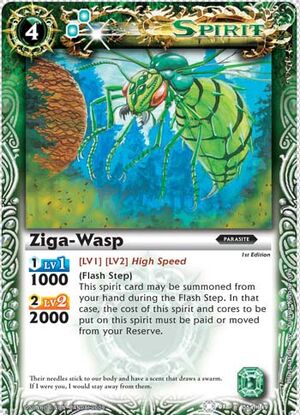 4
SPIRIT
Ziga-Wasp
PARASITE
1st Edition
1 LV1
1000
2 LV2
2000
[LV1] [LV2] High Speed
(Flash Step)
This spirit card may be summoned from
your hand during the Flash Step. In that
case, the cost of this spirit and cores to be
put on this spirit must be paid or moved
from your Reserve.
Their needles stick to our body and have a scent that draws a swarm.
If I were you, I would stay away from them.